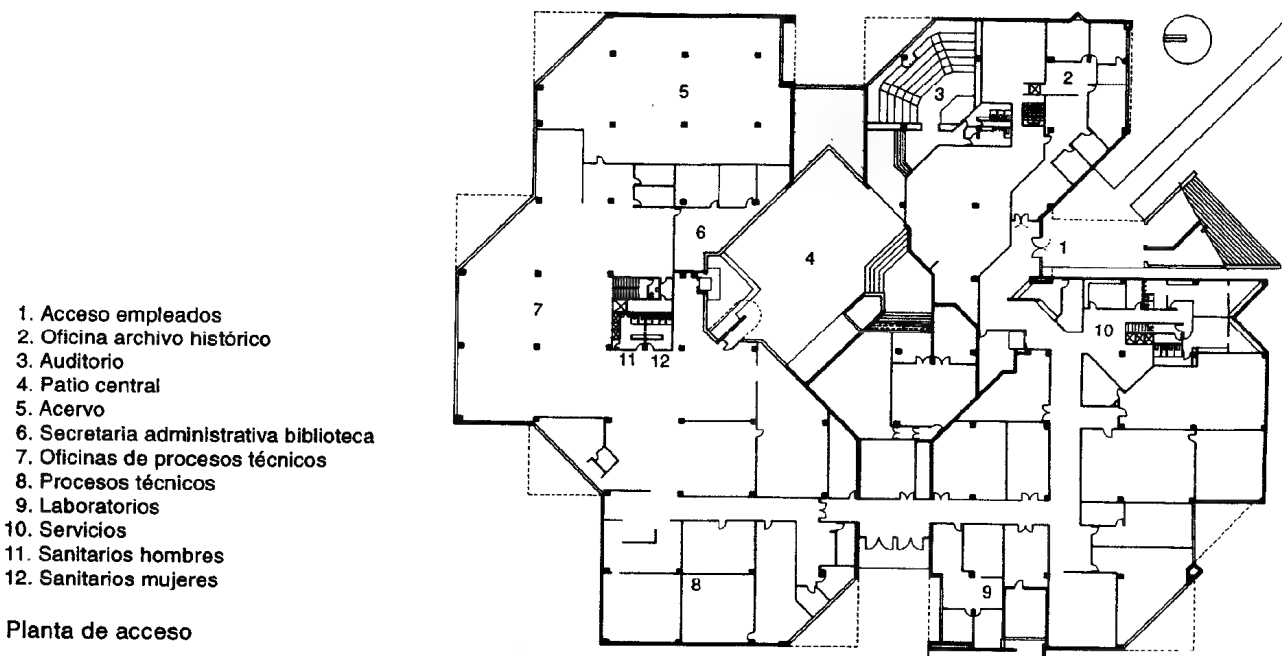 1. Acceso empleados
2. Oficina archivo histórico
3. Auditorio
4. Patio central
5. Acervo
6. Secretaria administrativa biblioteca
7. Oficinas de procesos técnicos
8. Procesos técnicos
9. Laboratorios
10. Servicios
11. Sanitarios hombres
12. Sanitarios mujeres
Planta de acceso
5
3
2
6
4
1
7
10
11 12
8
9